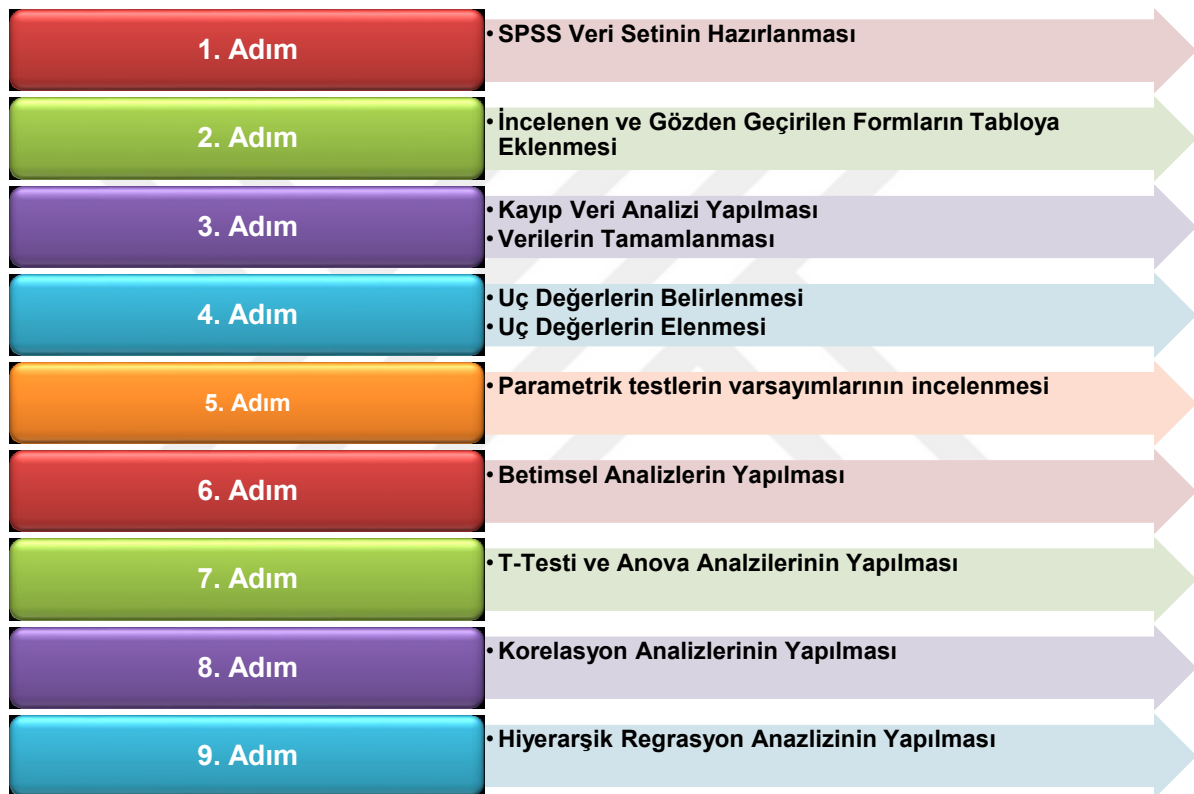 1. Adım
• SPSS Veri Setinin Hazırlanması
2. Adım
• İncelenen ve Gözden Geçirilen Formların Tabloya
Eklenmesi
3. Adım
• Kayıp Veri Analizi Yapılması
• Verilerin Tamamlanması
4. Adım
• Uç Değerlerin Belirlenmesi
• Uç Değerlerin Elenmesi
5. Adım
• Parametrik testlerin varsayımlarının incelenmesi
6. Adım
• Betimsel Analizlerin Yapılması
7. Adım
• T-Testi ve Anova Analzilerinin Yapılması
8. Adım
• Korelasyon Analizlerinin Yapılması
9. Adım
• Hiyerarşik Regrasyon Anazlizinin Yapılması